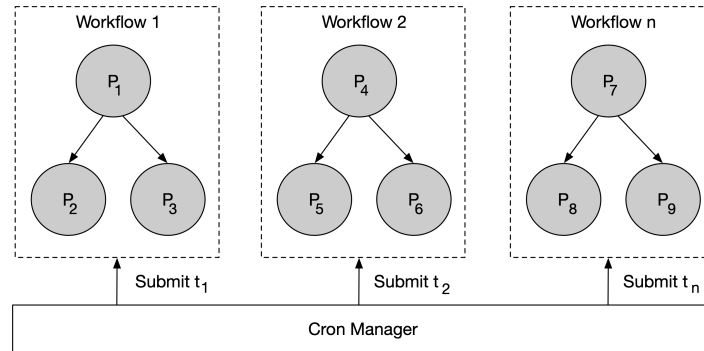 Workflow 1
Workflow 2
Workflow n
P1
P4
P7
P2
P3
P5
P6
P8
P9
Submit t1
Submit t2
Submit tn
Cron Manager